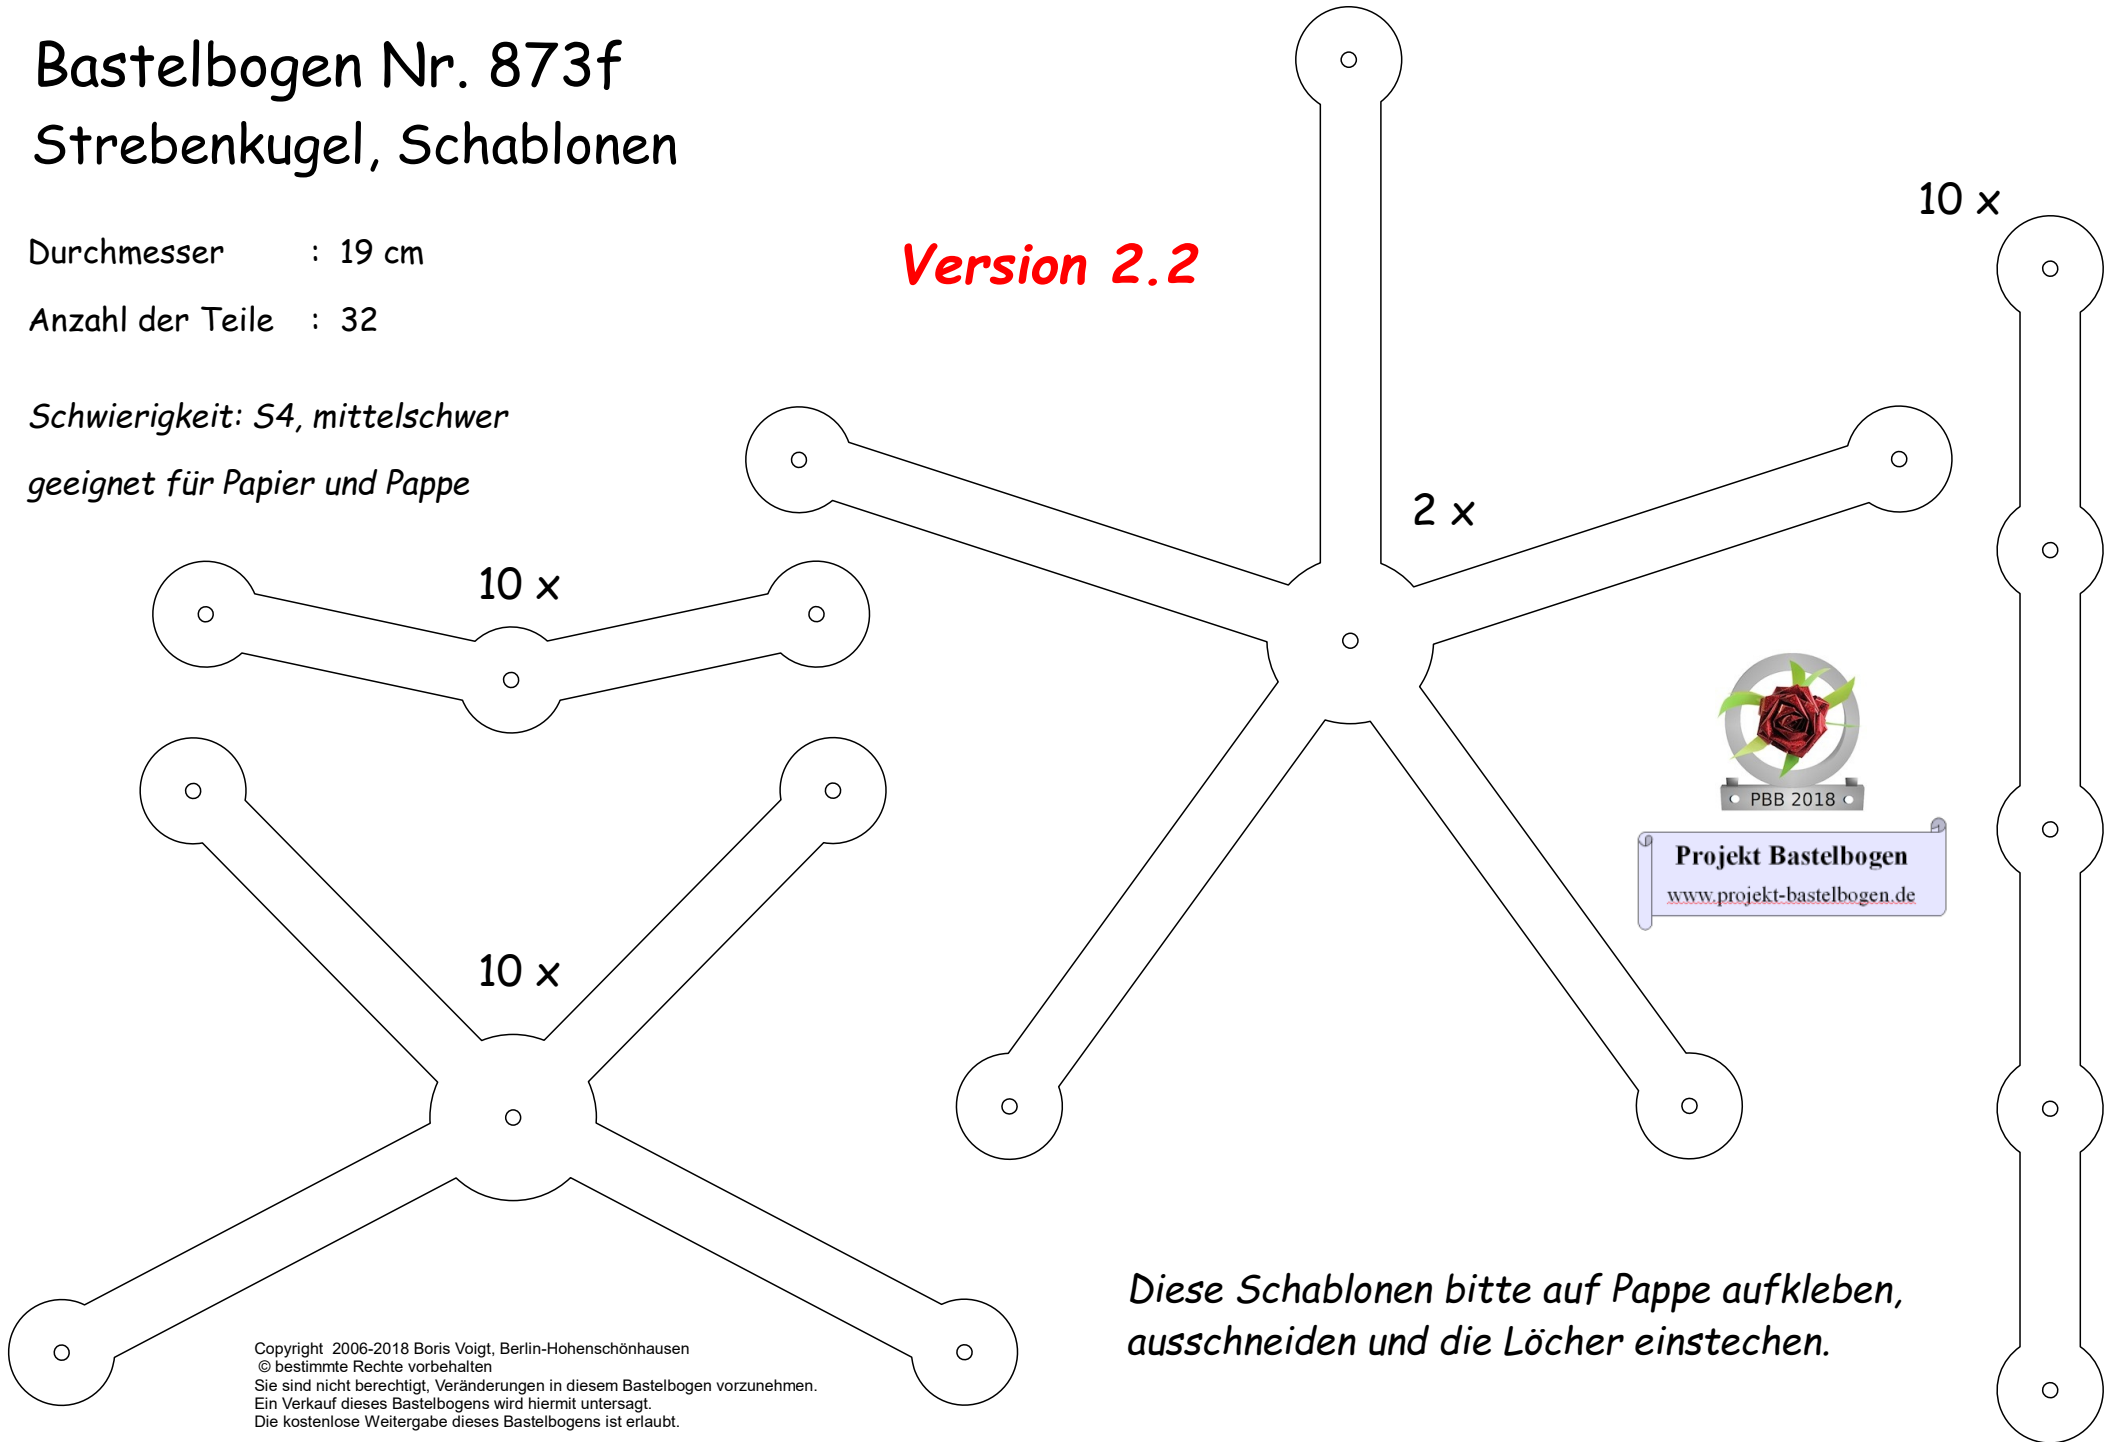 Bastelbogen Nr. 873f
Strebenkugel, Schablonen
Durchmesser : 19 cm
Anzahl der Teile : 32
Schwierigkeit: S4, mittelschwer
geeignet für Papier und Pappe
Version 2.2
10 x
2 x
10 x
10 x
PBB 2018
Projekt Bastelbogen
www.projekt-bastelbogen.de
Diese Schablonen bitte auf Pappe aufkleben,
ausschneiden und die Löcher einstechen.
Copyright 2006-2018 Boris Voigt, Berlin-Hohenschönhausen
© bestimmte Rechte vorbehalten
Sie sind nicht berechtigt, Veränderungen in diesem Bastelbogen vorzunehmen.
Ein Verkauf dieses Bastelbogens wird hiermit untersagt.
Die kostenlose Weitergabe dieses Bastelbogens ist erlaubt.